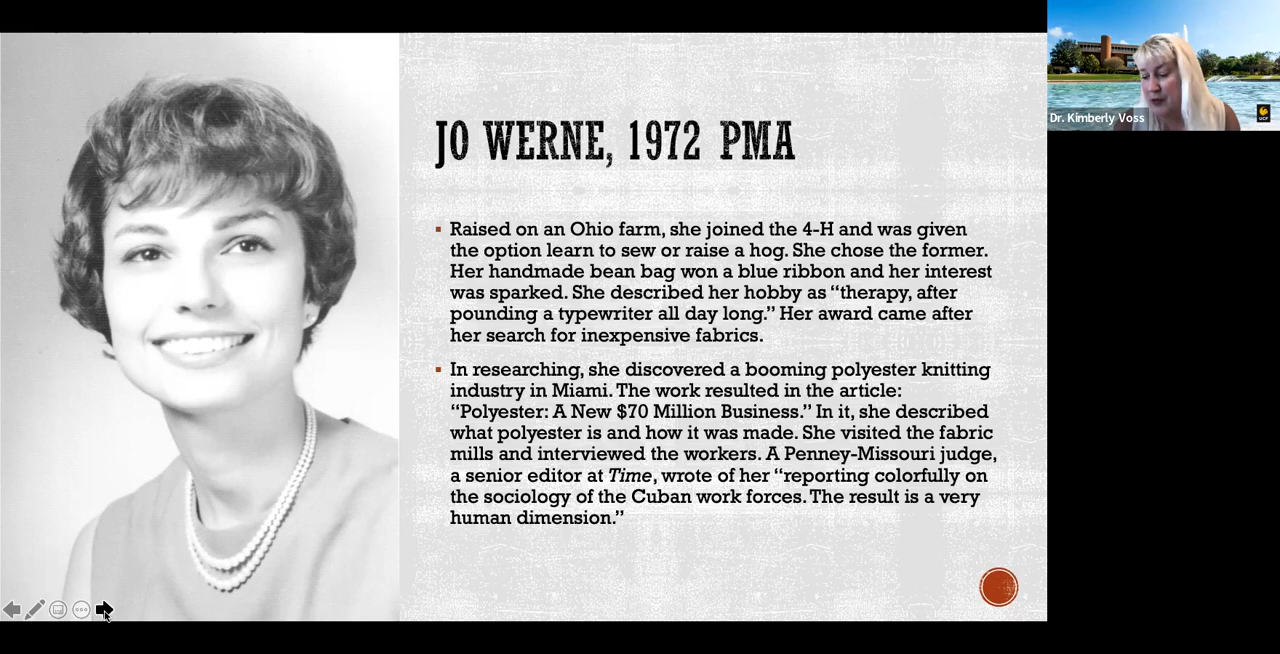 JO WERNE, 1972 PMA
Raised on an Ohio farm, she joined the 4-H and was given
the option learn to sew or raise a hog. She chose the former.
Her handmade bean bag won a blue ribbon and her interest
was sparked. She described her hobby as “therapy, after
pounding a typewriter all day long.” Her award came after
her search for inexpensive fabrics.
In researching, she discovered a booming polyester knitting
industry in Miami. The work resulted in the article:
“Polyester: A New $70 Million Business.” In it, she described
what polyester is and how it was made. She visited the fabric
mills and interviewed the workers. A Penney-Missouri judge,
a senior editor at Time, wrote of her “reporting colorfully on
the sociology of the Cuban work forces. The result is a very
human dimension.”
Dr. Kimberly Voss
UCF